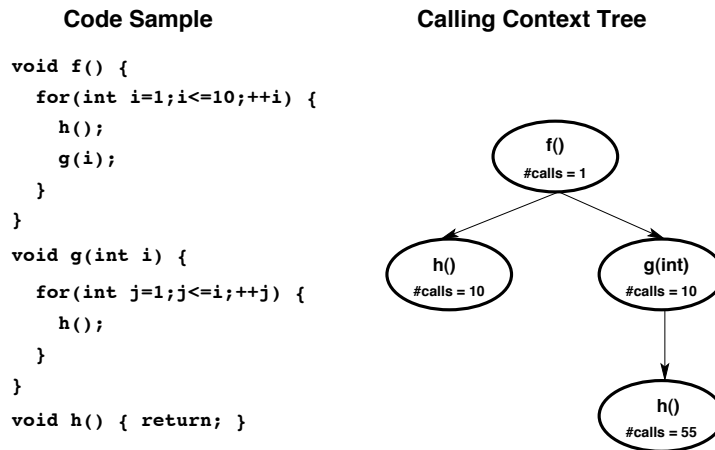 Code Sample
void f() {
  for(int i=1;i<=10;++i) {
    h();
    g(i);
  }
}
void g(int i) {
  for(int j=1;j<=i;++j) {
    h();
  }
}
void h() { return; }
Calling Context Tree
f()
#calls = 1
h()
#calls = 10
g(int)
#calls = 10
h()
#calls = 55